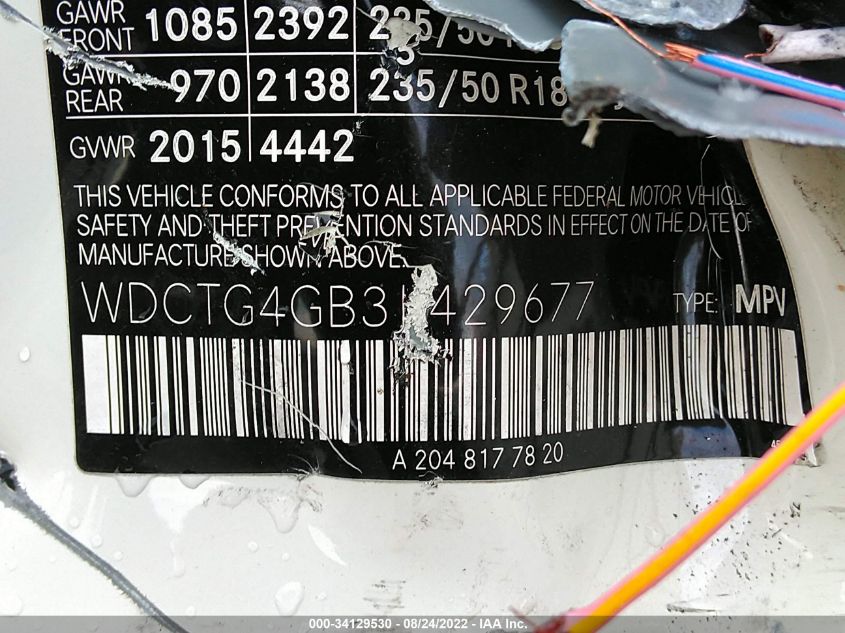 GAWR FRONT 1085 2392 235/50
GAWR REAR 970 2138 235/50 R18
GVWR 2015 4442
THIS VEHICLE CONFORMS TO ALL APPLICABLE FEDERAL MOTOR VEHICLE
SAFETY AND THEFT PREVENTION STANDARDS IN EFFECT ON THE DATE OF
MANUFACTURE SHOWN ABOVE.
WDCTG4GB3 429677 TYPE: MPV
A 204 817 78 20
000-34129530 - 08/24/2022 - IAA Inc.